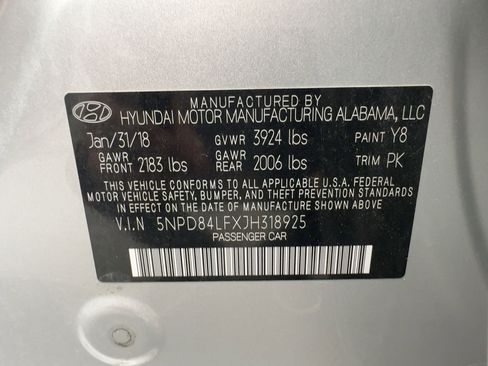 MANUFACTURED BY
HYUNDAI MOTOR MANUFACTURING ALABAMA, LLC
Jan/31/18 GVWR 3924 lbs PAINT Y8
GAWR FRONT 2183 lbs GAWR REAR 2006 lbs TRIM PK
THIS VEHICLE CONFORMS TO ALL APPLICABLE U.S.A. FEDERAL
MOTOR VEHICLE SAFETY, BUMPER, AND THEFT PREVENTION STANDARDS
IN EFFECT ON THE DATE OF MANUFACTURE SHOWN ABOVE
V.I.N 5NPD84LFXJH318925
PASSENGER CAR